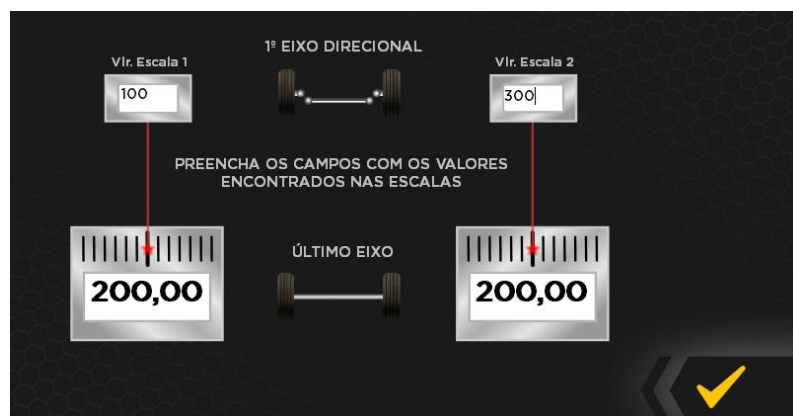 1º EIXO DIRECIONAL
Vlr. Escala 1
Vlr. Escala 2
100
300
PREENCHA OS CAMPOS COM OS VALORES
ENCONTRADOS NAS ESCALAS
ÚLTIMO EIXO
200,00
200,00